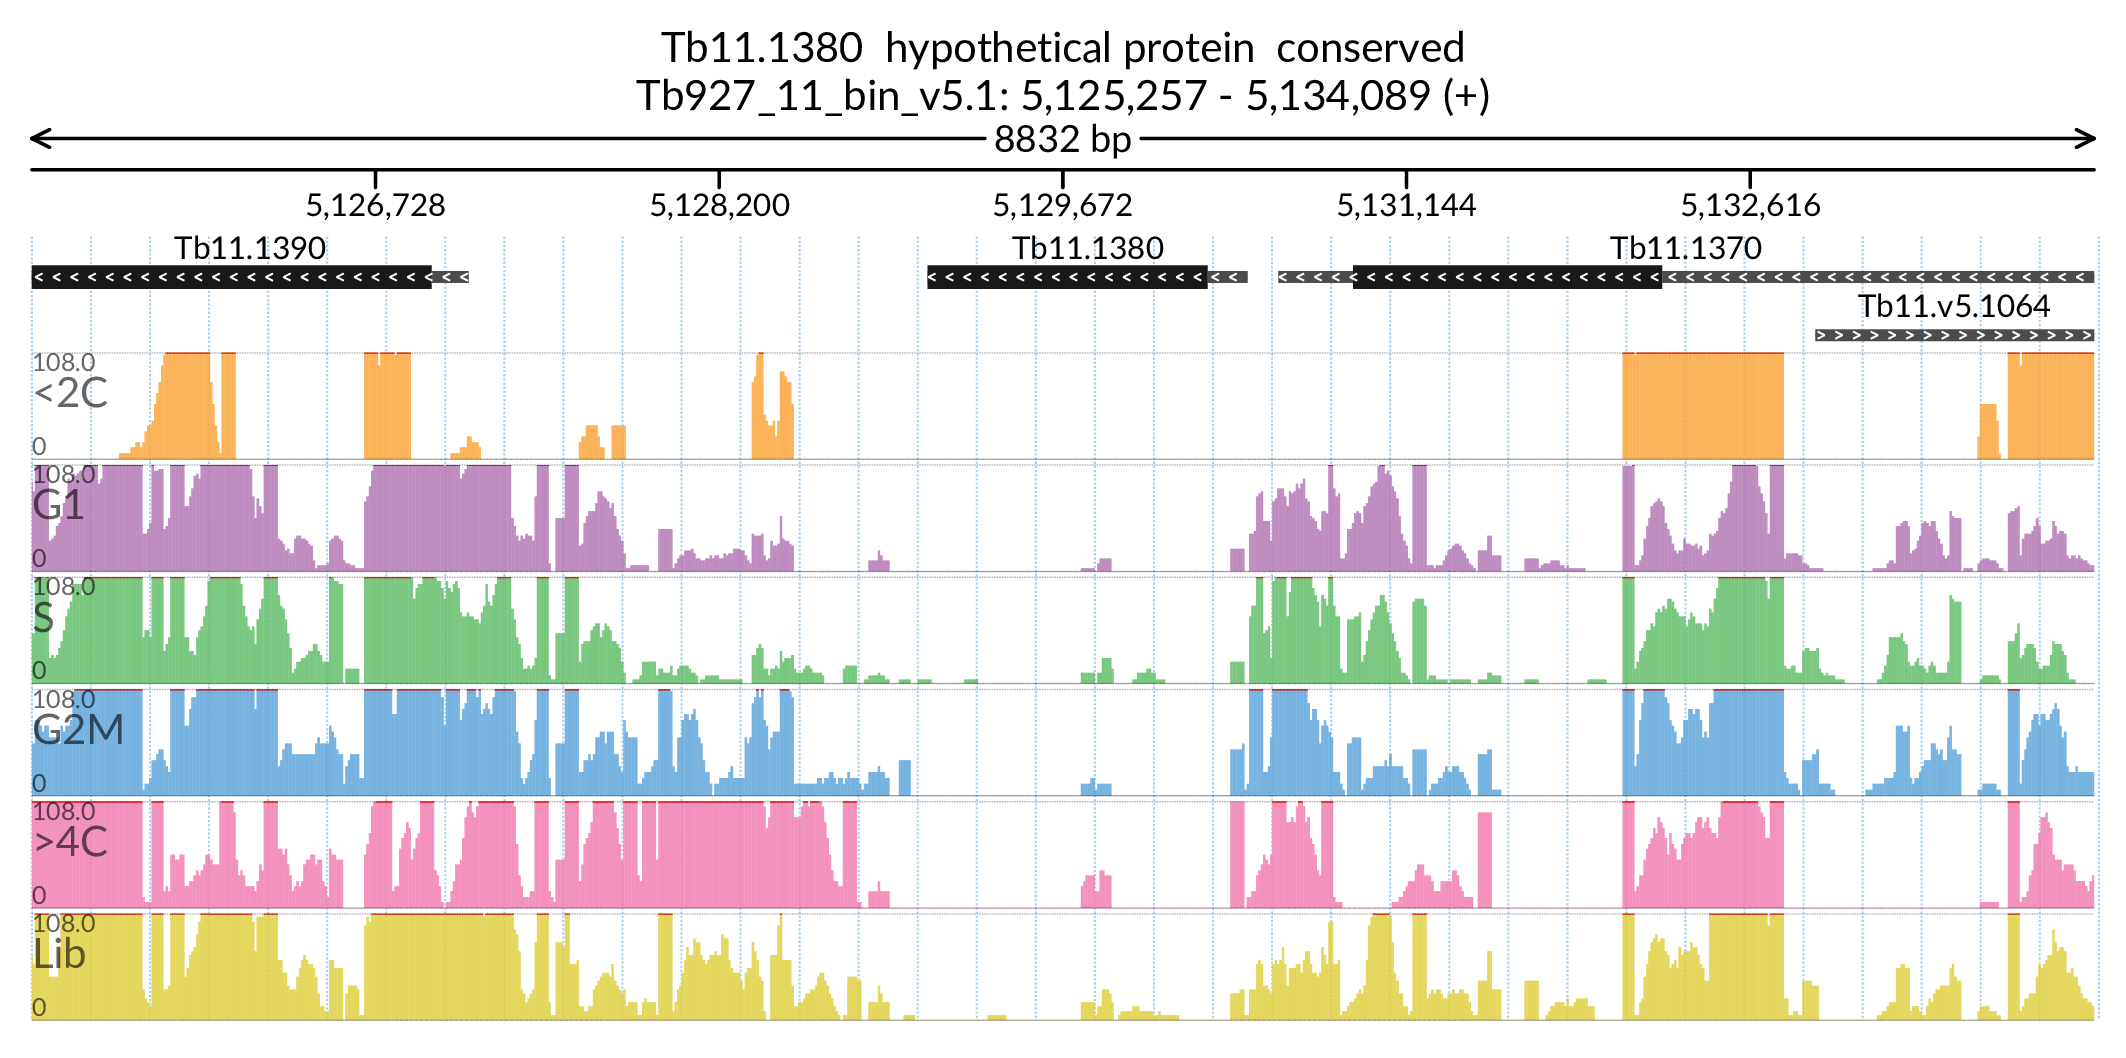 Tb11.1380  hypothetical protein  conserved
Tb927_11_bin_v5.1: 5,125,257 - 5,134,089 (+)
8832 bp
5,126,728 5,128,200 5,129,672 5,131,144 5,132,616
Tb11.1390 Tb11.1380 Tb11.1370
Tb11.v5.1064
108.0
<2C
0
108.0
G1
0
108.0
S
0
108.0
G2M
0
108.0
>4C
0
108.0
Lib
0